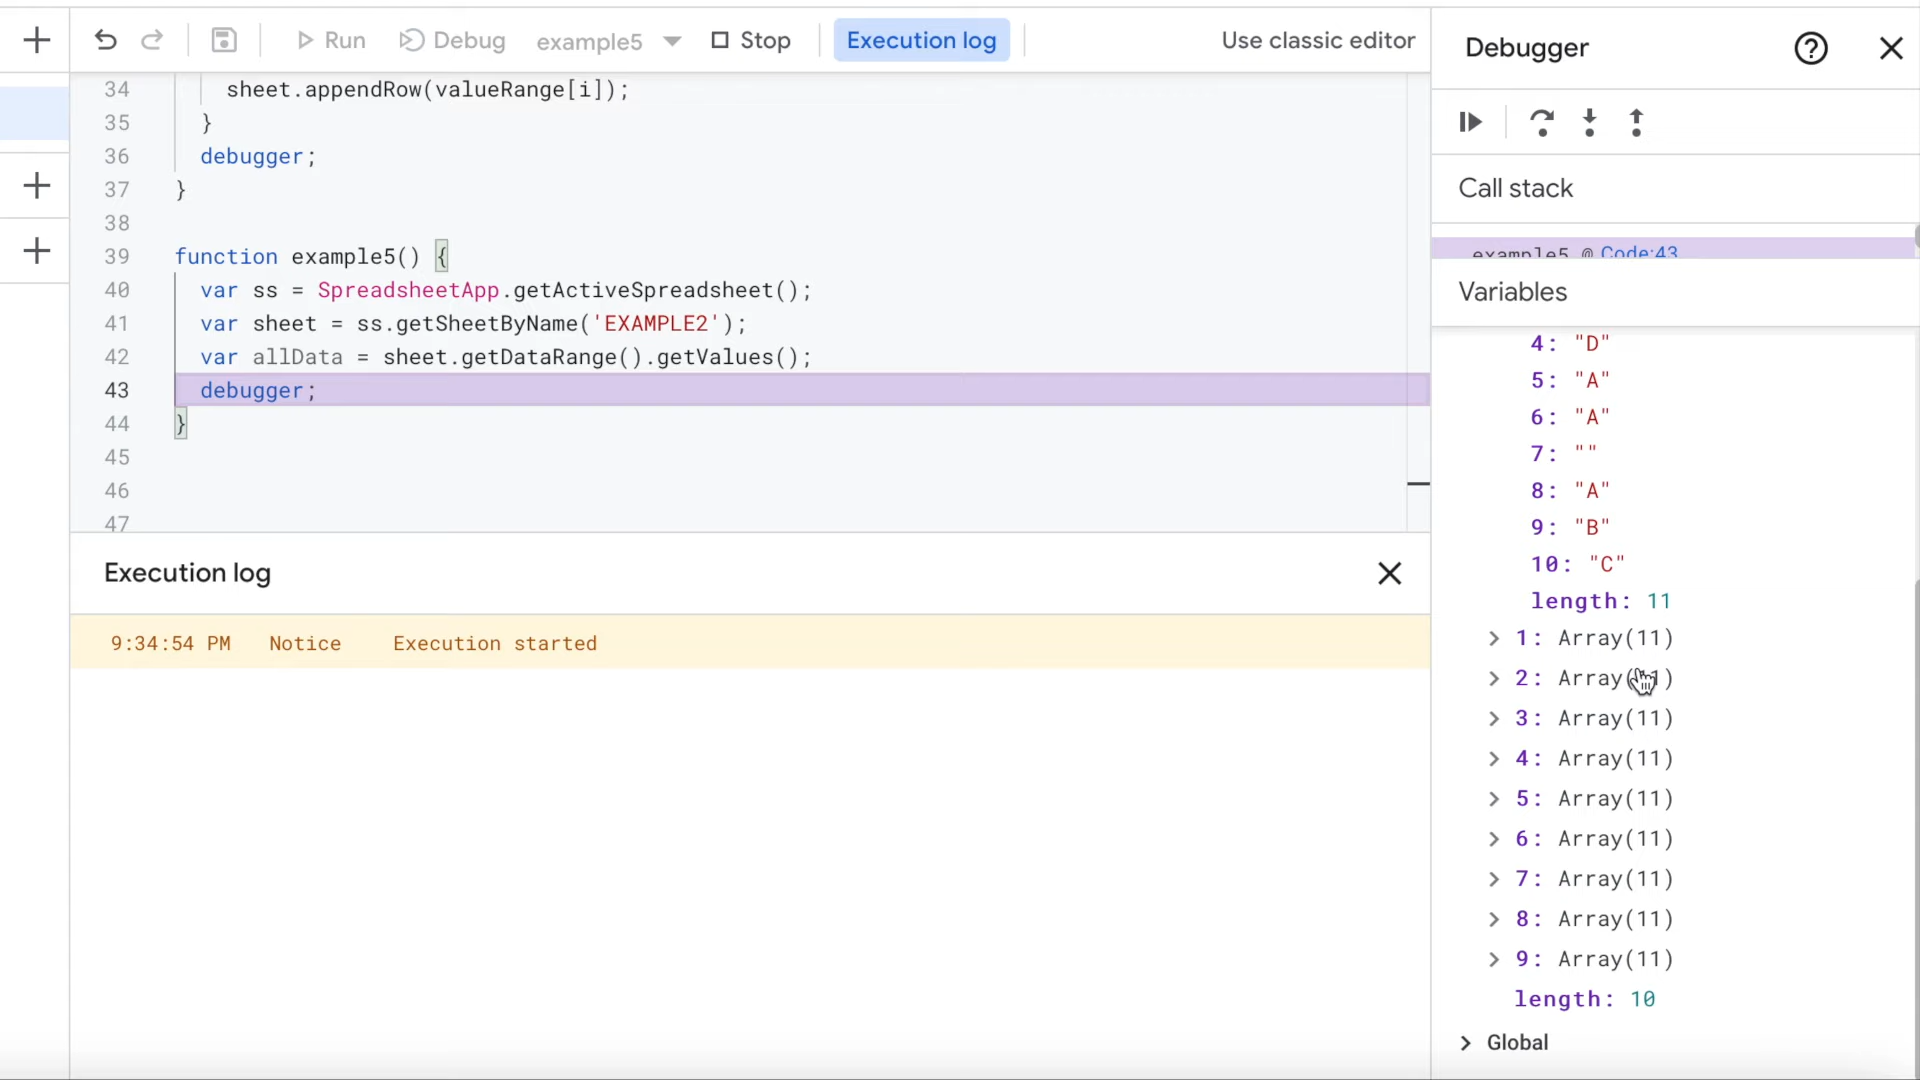 Run
Debug
example5
Stop
Execution log
Use classic editor
34 sheet.appendRow(valueRange[i]);
35 }
36 debugger;
37 }
38
39 function example5() {
40 var ss = SpreadsheetApp.getActiveSpreadsheet();
41 var sheet = ss.getSheetByName('EXAMPLE2');
42 var allData = sheet.getDataRange().getValues();
43 debugger;
44 }
45
46
47
Execution log
9:34:54 PM Notice Execution started
Debugger
Call stack
example5 @ Code:43
Variables
4: "D"
5: "A"
6: "A"
7: ""
8: "A"
9: "B"
10: "C"
length: 11
1: Array(11)
2: Array(11)
3: Array(11)
4: Array(11)
5: Array(11)
6: Array(11)
7: Array(11)
8: Array(11)
9: Array(11)
length: 10
Global